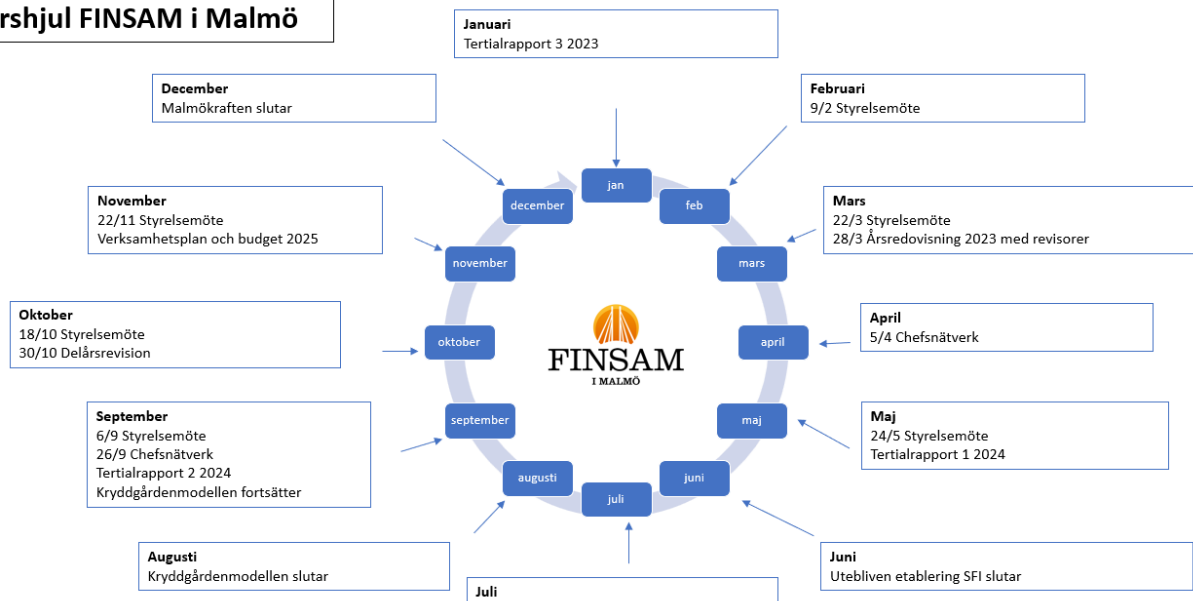 rshjul FINSAM i Malmö
Januari
Tertialrapport 3 2023
December
Malmökraften slutar
Februari
9/2 Styrelsemöte
November
22/11 Styrelsemöte
Verksamhetsplan och budget 2025
Mars
22/3 Styrelsemöte
28/3 Årsredovisning 2023 med revisorer
Oktober
18/10 Styrelsemöte
30/10 Delårsrevision
April
5/4 Chefsnätverk
September
6/9 Styrelsemöte
26/9 Chefsnätverk
Tertialrapport 2 2024
Kryddgårdenmodellen fortsätter
Maj
24/5 Styrelsemöte
Tertialrapport 1 2024
Augusti
Kryddgårdenmodellen slutar
Juni
Utebliven etablering SFI slutar
Juli
jan
feb
mars
april
maj
juni
juli
augusti
september
oktober
november
december
FINSAM
I MALMÖ